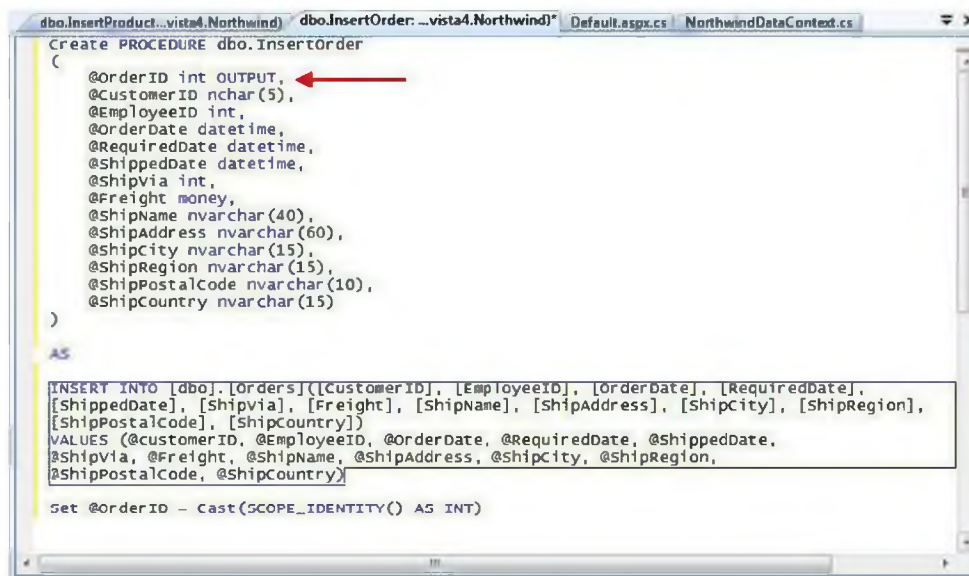 dbo.InsertProduct...vista4.Northwind) dbo.InsertOrder: ...vista4.Northwind)* Default.aspx.cs NorthwindDataContext.cs
Create PROCEDURE dbo.InsertOrder
(
@OrderID int OUTPUT,
@CustomerID nchar(5),
@EmployeeID int,
@OrderDate datetime,
@RequiredDate datetime,
@ShippedDate datetime,
@ShipVia int,
@Freight money,
@ShipName nvarchar(40),
@ShipAddress nvarchar(60),
@ShipCity nvarchar(15),
@ShipRegion nvarchar(15),
@ShipPostalCode nvarchar(10),
@ShipCountry nvarchar(15)
)
AS
INSERT INTO [dbo].[Orders]([CustomerID], [EmployeeID], [OrderDate], [RequiredDate],
[ShippedDate], [ShipVia], [Freight], [ShipName], [ShipAddress], [ShipCity], [ShipRegion],
[ShipPostalCode], [ShipCountry])
VALUES (@CustomerID, @EmployeeID, @OrderDate, @RequiredDate, @ShippedDate,
@ShipVia, @Freight, @ShipName, @ShipAddress, @ShipCity, @ShipRegion,
@ShipPostalCode, @ShipCountry)
Set @OrderID = Cast(SCOPE_IDENTITY() AS INT)